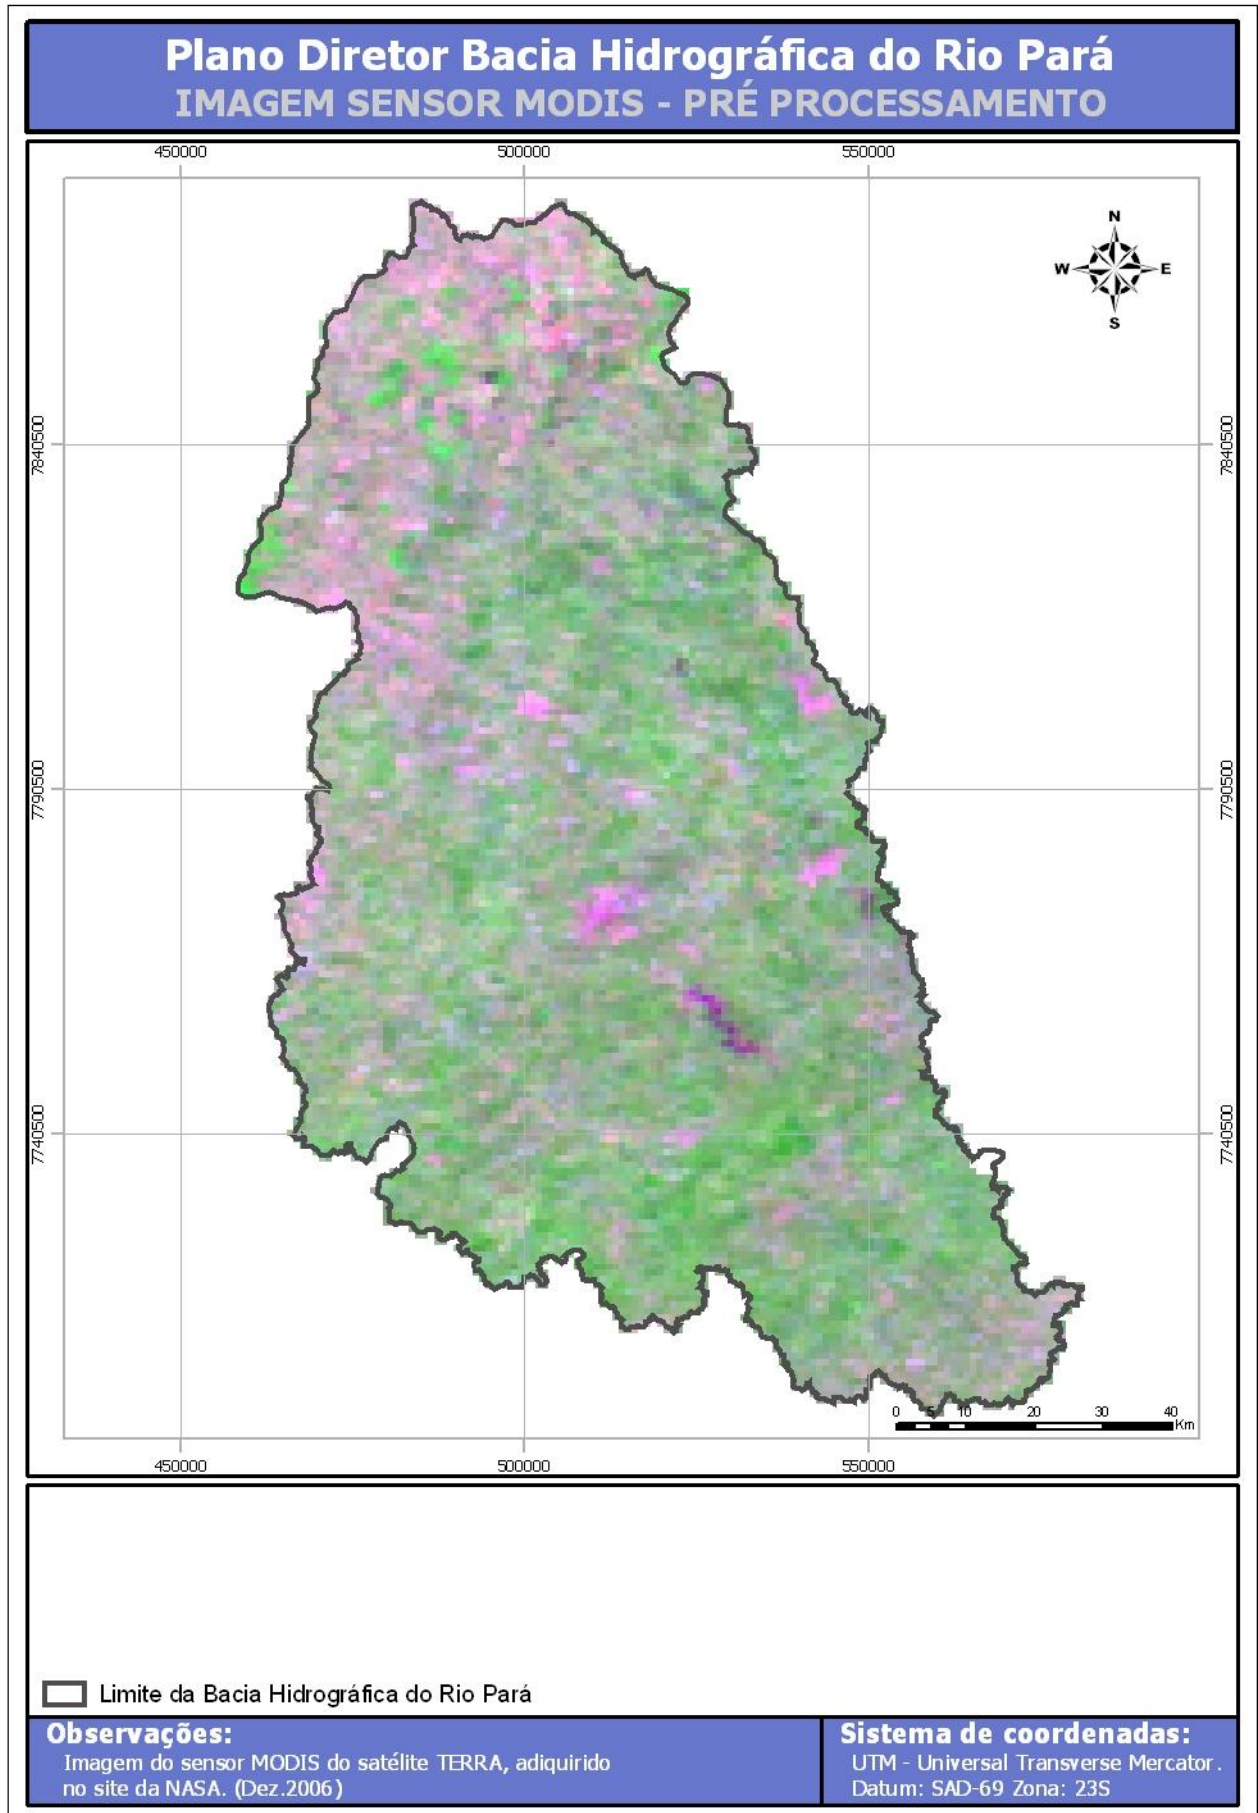 Plano Diretor Bacia Hidrográfica do Rio Pará
IMAGEM SENSOR MODIS - PRÉ PROCESSAMENTO
450000 500000 550000
N
W E
S
7840500 7840500
7790500 7790500
7740500 7740500
0 5 10 20 30 40
Km
450000 500000 550000
Limite da Bacia Hidrográfica do Rio Pará
Observações:
Imagem do sensor MODIS do satélite TERRA, adiquirido
no site da NASA. (Dez.2006)
Sistema de coordenadas:
UTM - Universal Transverse Mercator.
Datum: SAD-69 Zona: 23S